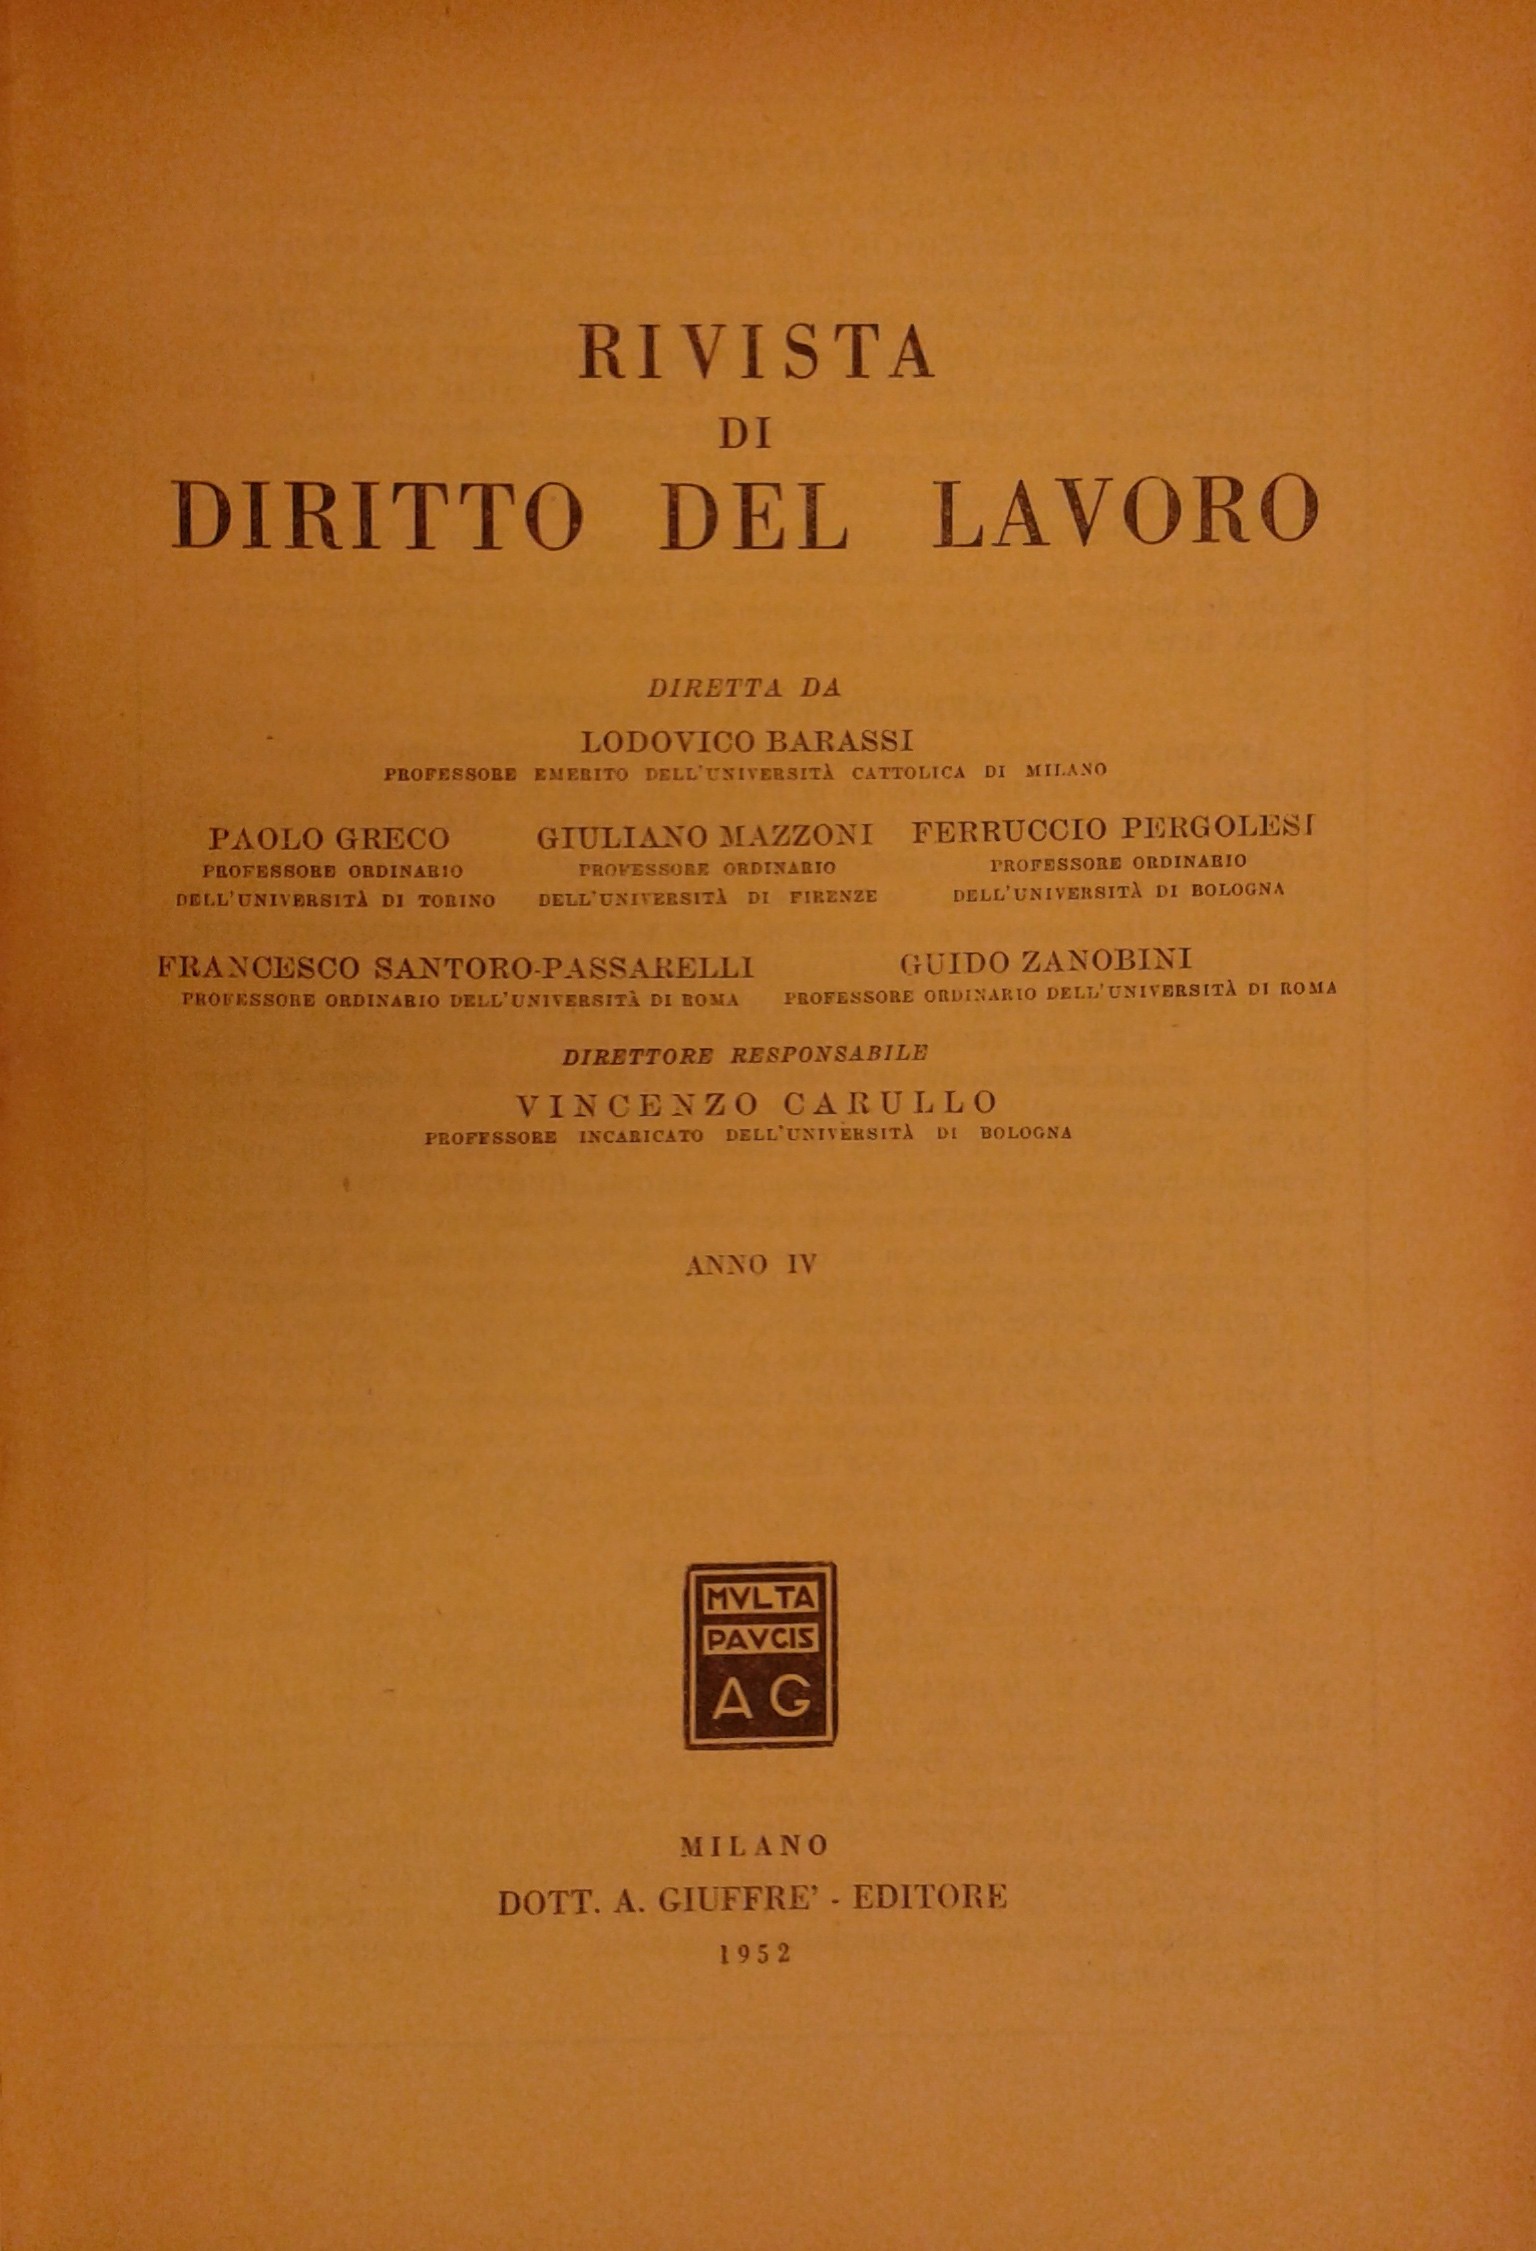 RIVISTA
DI
DIRITTO DEL LAVORO
DIRETTA DA
LODOVICO BARASSI
PROFESSORE EMERITO DELL'UNIVERSITÀ CATTOLICA DI MILANO
PAOLO GRECO
PROFESSORE ORDINARIO
DELL'UNIVERSITÀ DI TORINO
GIULIANO MAZZONI
PROFESSORE ORDINARIO
DELL'UNIVERSITÀ DI FIRENZE
FERRUCCIO PERGOLESI
PROFESSORE ORDINARIO
DELL'UNIVERSITÀ DI BOLOGNA
FRANCESCO SANTORO-PASSARELLI
PROFESSORE ORDINARIO DELL'UNIVERSITÀ DI ROMA
GUIDO ZANOBINI
PROFESSORE ORDINARIO DELL'UNIVERSITÀ DI ROMA
DIRETTORE RESPONSABILE
VINCENZO CARULLO
PROFESSORE INCARICATO DELL'UNIVERSITÀ DI BOLOGNA
ANNO IV
MVLTA
PAVCIS
AG
MILANO
DOTT. A. GIUFFRE' - EDITORE
1952